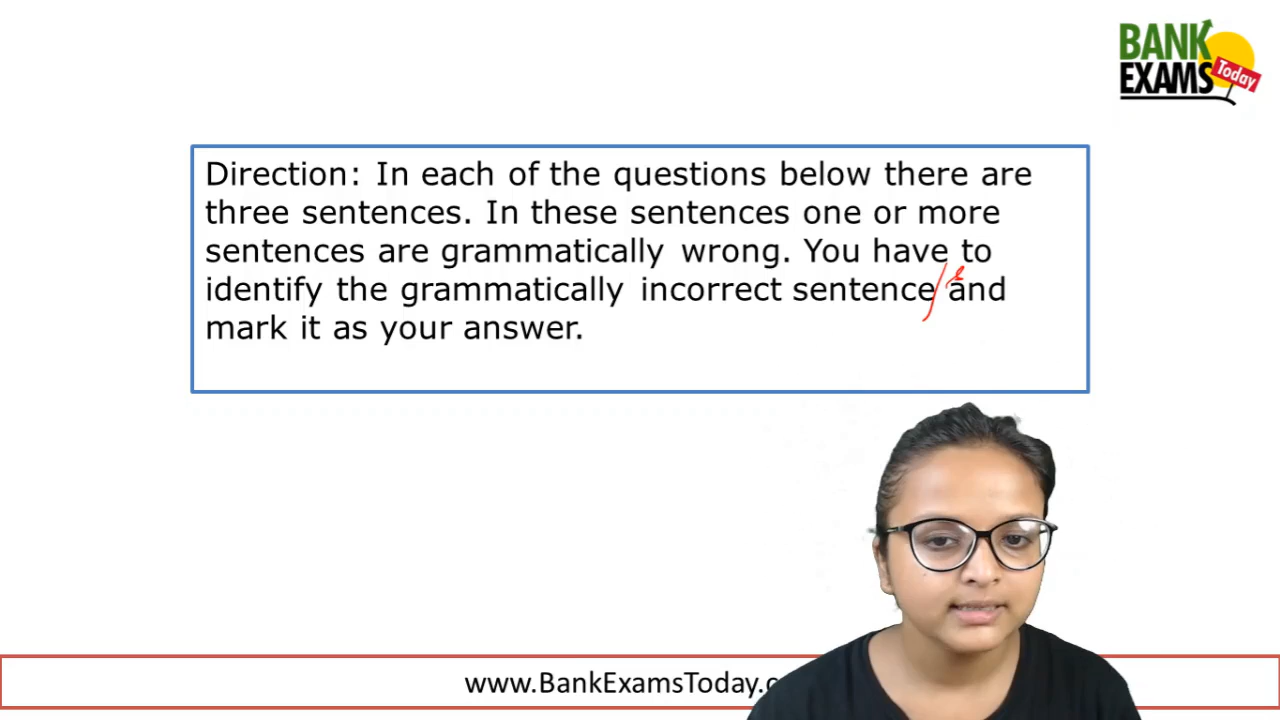 BANK
EXAMS
Today
Direction: In each of the questions below there are
three sentences. In these sentences one or more
sentences are grammatically wrong. You have to
identify the grammatically incorrect sentence/s and
mark it as your answer.
www.BankExamsToday.c